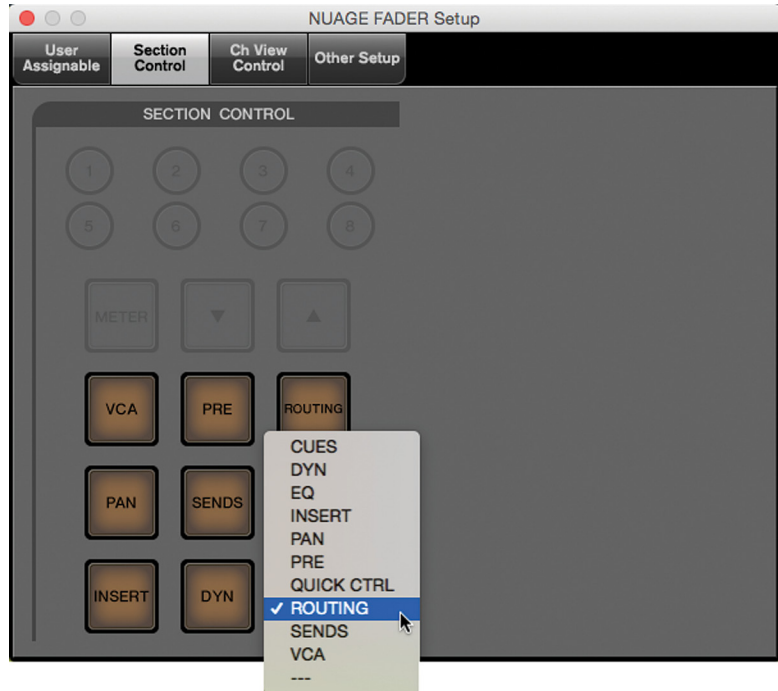 NUAGE FADER Setup
User Assignable
Section Control
Ch View Control
Other Setup
SECTION CONTROL
1 2 3 4
5 6 7 8
METER ▼ ▲
VCA PRE ROUTING
PAN SENDS
INSERT DYN
CUES
DYN
EQ
INSERT
PAN
PRE
QUICK CTRL
✓ ROUTING
SENDS
VCA
---